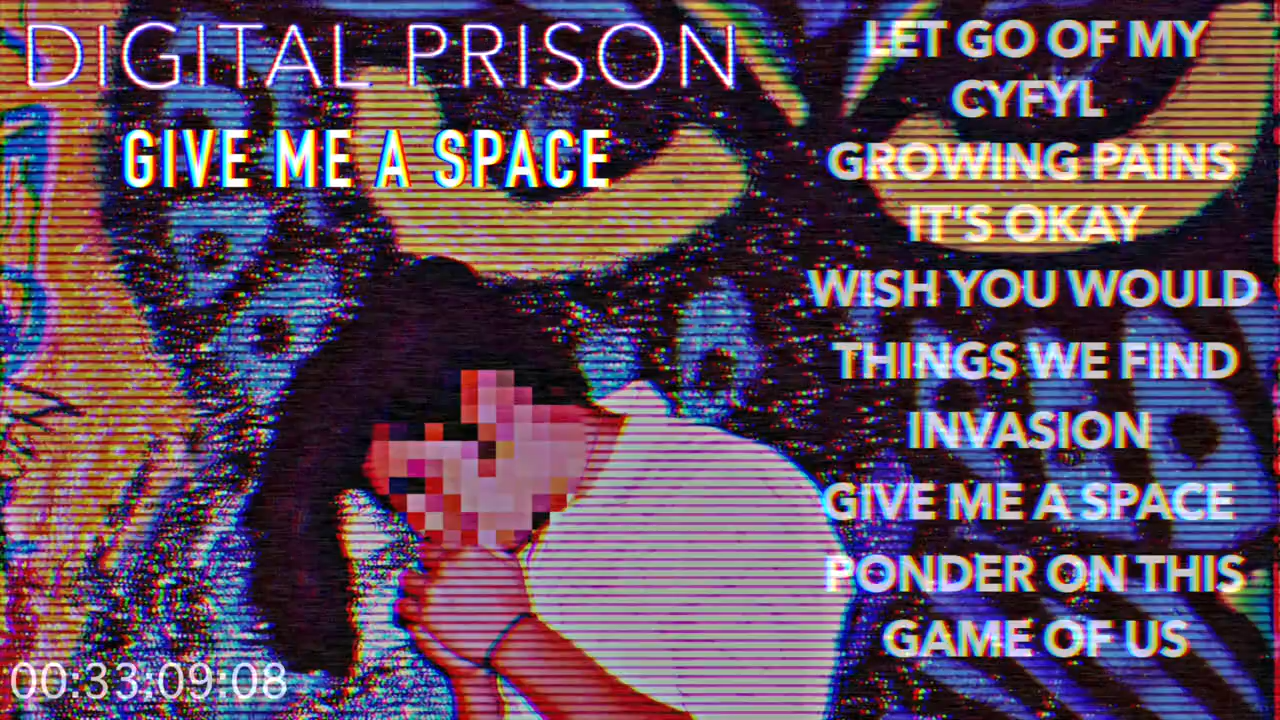 DIGITAL PRISON
GIVE ME A SPACE
LET GO OF MY
CYFYL
GROWING PAINS
IT'S OKAY
WISH YOU WOULD
THINGS WE FIND
INVASION
GIVE ME A SPACE
PONDER ON THIS
GAME OF US
00:33:09:08